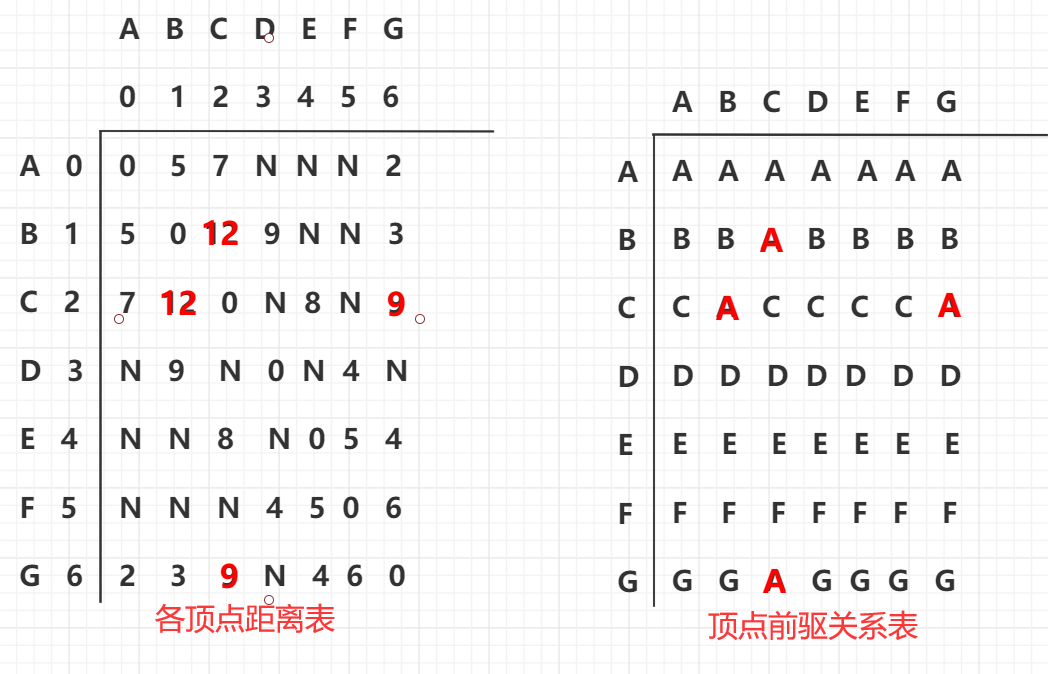 A B C D E F G
0 1 2 3 4 5 6
A 0 0 5 7 N N N 2
B 1 5 0 12 9 N N 3
C 2 7 12 0 N 8 N 9
D 3 N 9 N 0 N 4 N
E 4 N N 8 N 0 5 4
F 5 N N N 4 5 0 6
G 6 2 3 9 N 4 6 0
各顶点距离表
A B C D E F G
A A A A A A A A
B B B A B B B B
C C A C C C C A
D D D D D D D D
E E E E E E E E
F F F F F F F F
G G G A G G G G
顶点前驱关系表